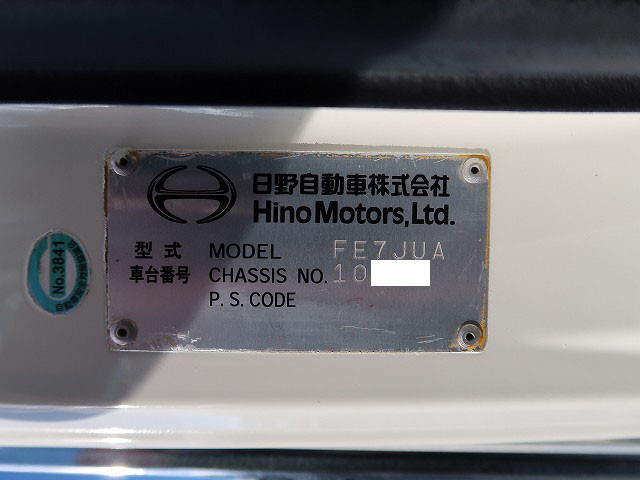 日野自動車株式会社
Hino Motors, Ltd.
型式 MODEL FE7JUA
車台番号 CHASSIS NO. 10
P. S. CODE
No.3841